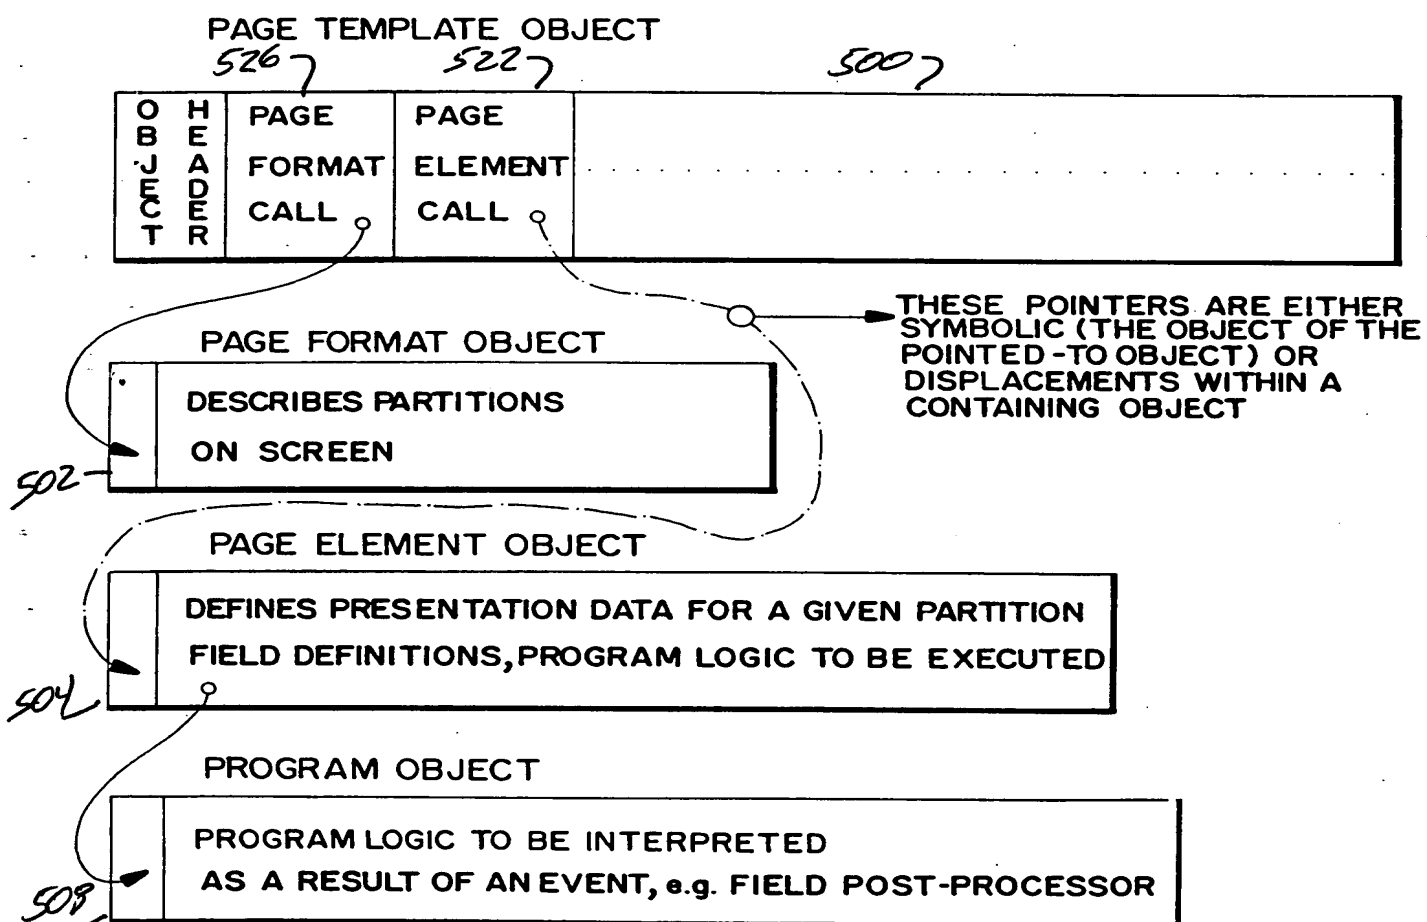 PAGE TEMPLATE OBJECT
526
522
500
OBJECT
HEADER
PAGE
FORMAT
CALL
PAGE
ELEMENT
CALL
THESE POINTERS ARE EITHER
SYMBOLIC (THE OBJECT OF THE
POINTED-TO OBJECT) OR
DISPLACEMENTS WITHIN A
CONTAINING OBJECT
PAGE FORMAT OBJECT
DESCRIBES PARTITIONS
ON SCREEN
502
PAGE ELEMENT OBJECT
DEFINES PRESENTATION DATA FOR A GIVEN PARTITION
FIELD DEFINITIONS, PROGRAM LOGIC TO BE EXECUTED
504
PROGRAM OBJECT
PROGRAM LOGIC TO BE INTERPRETED
AS A RESULT OF AN EVENT, e.g. FIELD POST-PROCESSOR
508